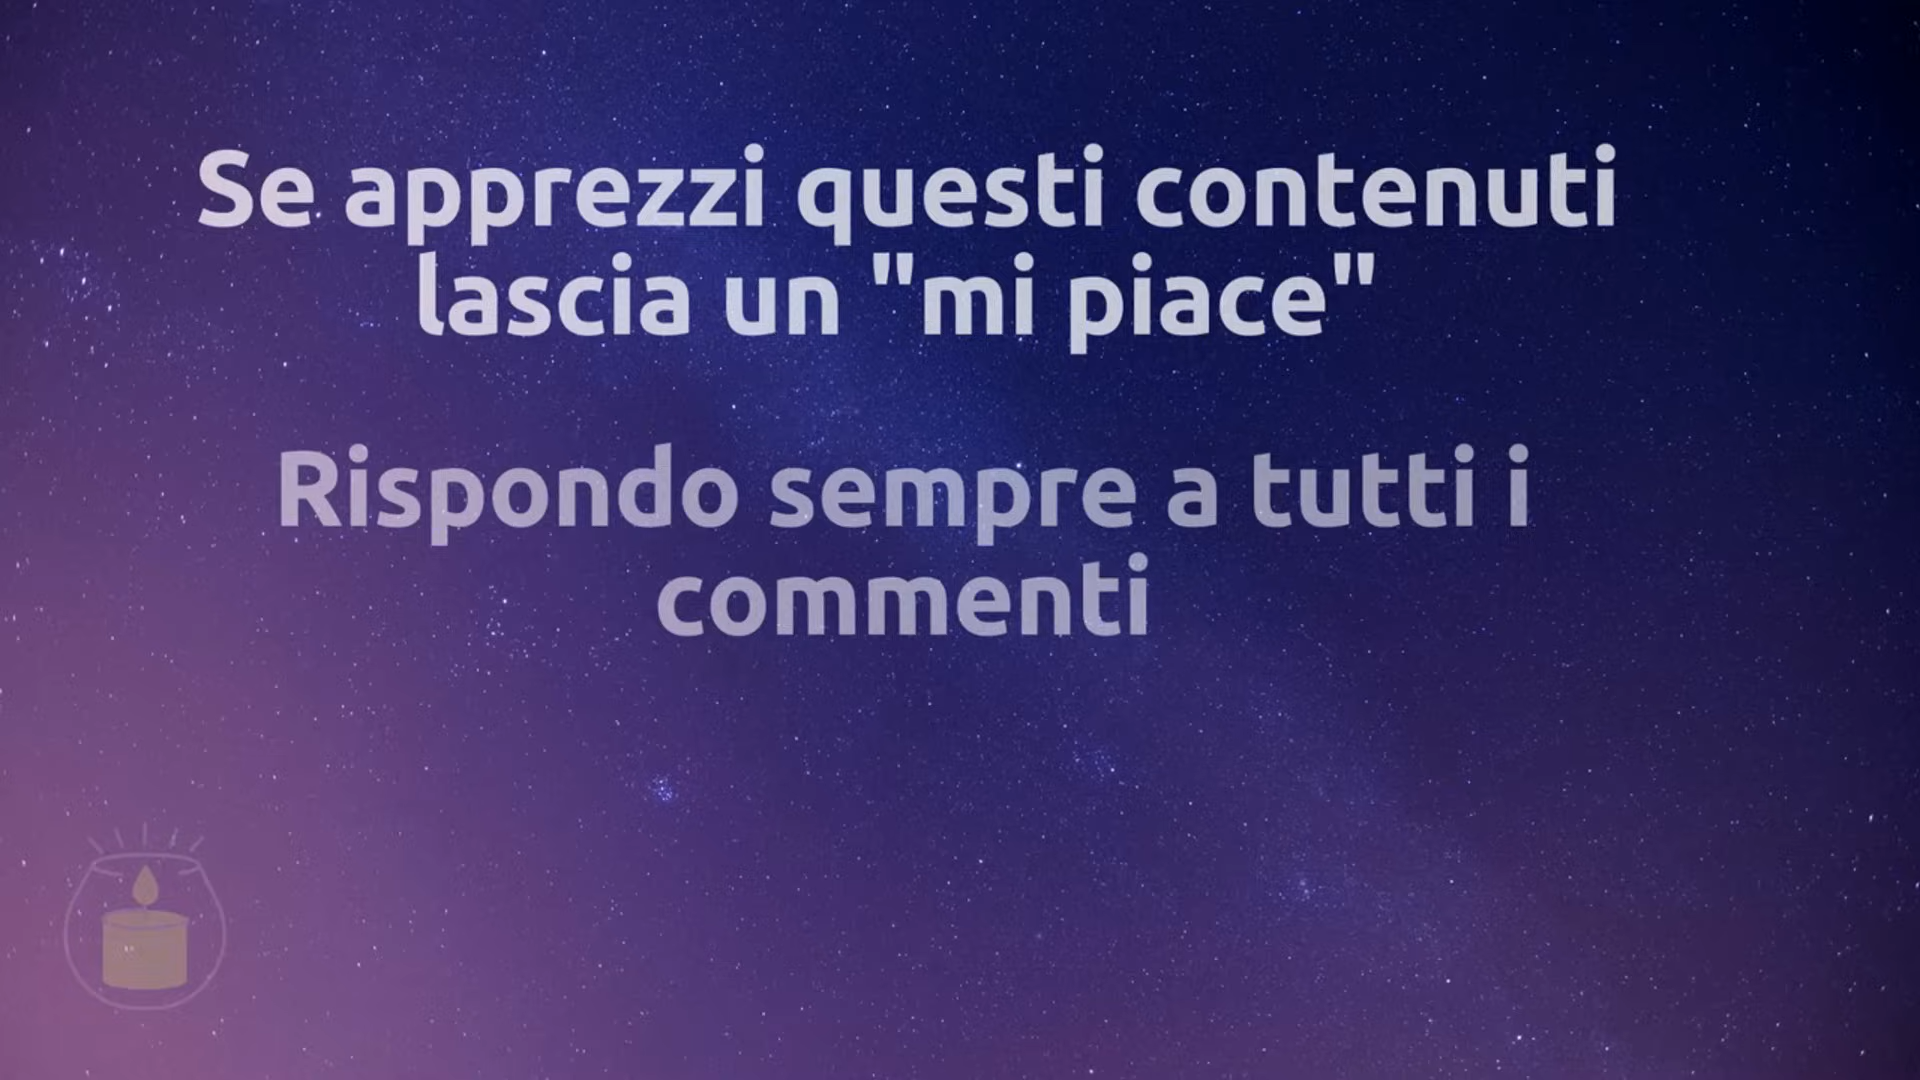 Se apprezzi questi contenuti
lascia un "mi piace"
Rispondo sempre a tutti i
commenti